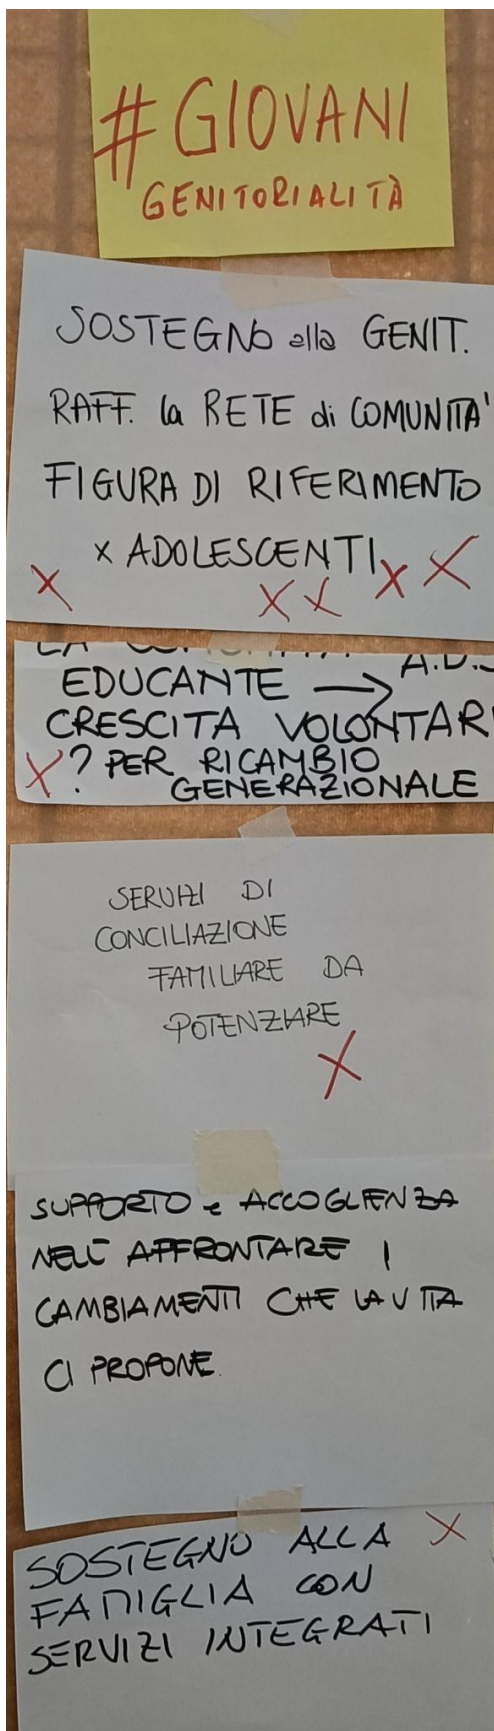 #GIOVANI
GENITORIALITÀ
SOSTEGNO alla GENIT.
RAFF. la RETE di COMUNITA'
FIGURA DI RIFERIMENTO
x ADOLESCENTI
EDUCANTE → A.D.S
CRESCITA VOLONTAR
? PER RICAMBIO
GENERAZIONALE
SERVIZI DI
CONCILIAZIONE
FAMILIARE DA
POTENZIARE
SUPPORTO e ACCOGLIENZA
NELL'AFFRONTARE I
CAMBIAMENTI CHE LA VITA
CI PROPONE.
SOSTEGNO ALLA
FAMIGLIA CON
SERVIZI INTEGRATI